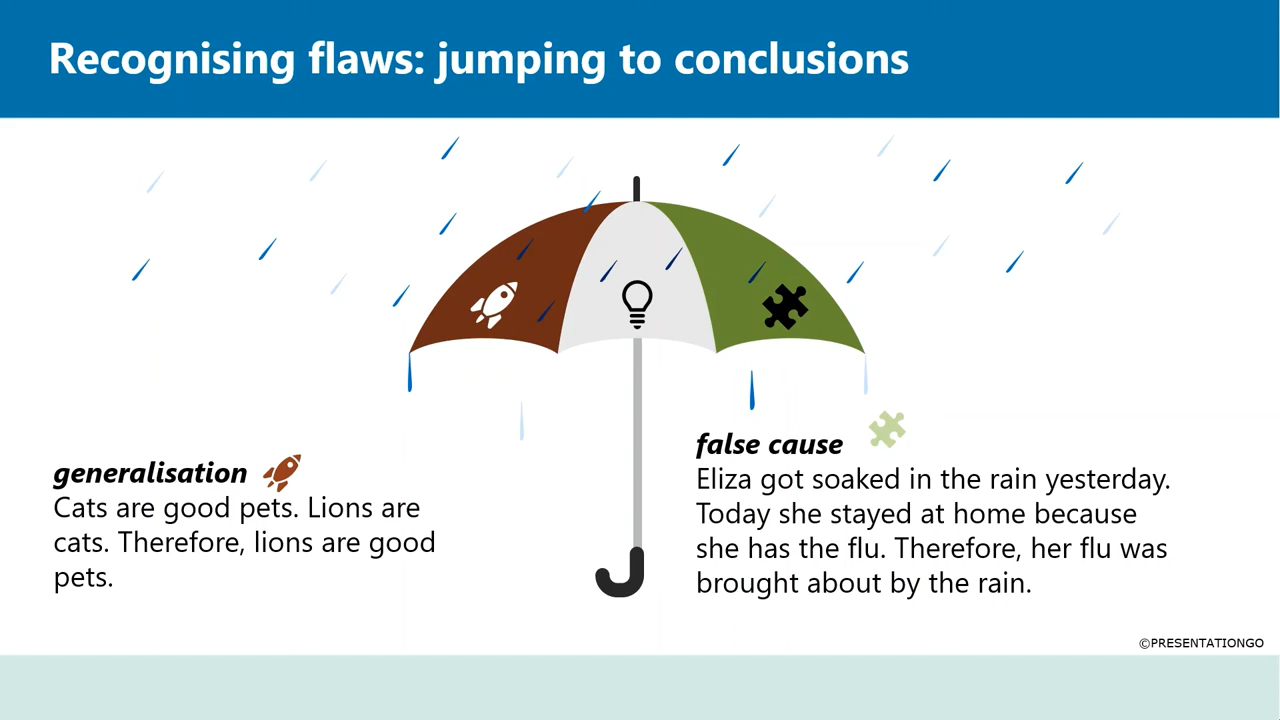 Recognising flaws: jumping to conclusions
generalisation
Cats are good pets. Lions are
cats. Therefore, lions are good
pets.
false cause
Eliza got soaked in the rain yesterday.
Today she stayed at home because
she has the flu. Therefore, her flu was
brought about by the rain.
©PRESENTATIONGO